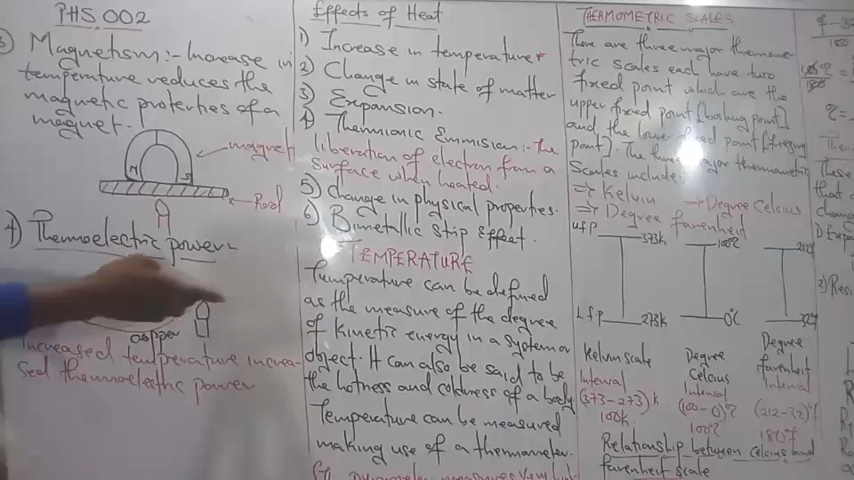 PHS 002
3) Magnetism:- Increase in
temperature reduces the
magnetic properties of a
magnet.
magnet
N S
Rod
4) Thermoelectric power
copper
Increased temperature increa-
sed thermoelectric power
Effects of Heat
1) Increase in temperature
2) Change in state of matter
3) Expansion.
4) Thermionic Emmision:- The
liberation of electron from a
surface when heated.
5) Change in physical properties.
6) Bimetallic Strip Effect.
TEMPERATURE
Temperature can be defined
as the measure of the degree
of kinetic energy in a system or
object. It can also be said to be
the hotness and coldness of a body
Temperature can be measured
making use of a thermometer.
THERMOMETRIC SCALES
There are three major thermome-
tric scales each have two
fixed point which are the
upper fixed point [boiling point]
and the lower fixed point [freezing
point]. The three major thermometric
Scales include:
⇒ Kelvin ⇒ Degree Celcius
⇒ Degree farenheit
U.f.P 373K 100°C 212°F
L.f.P 273K 0°C 32°F
Kelvin scale
Interval
(373-273)K
100K
Degree
Celcius
Interval
(100-0)°C
100°C
Degree
farenheit
Interval
(212-32)°F
180°F
Relationship between Celcius and
farenheit scale